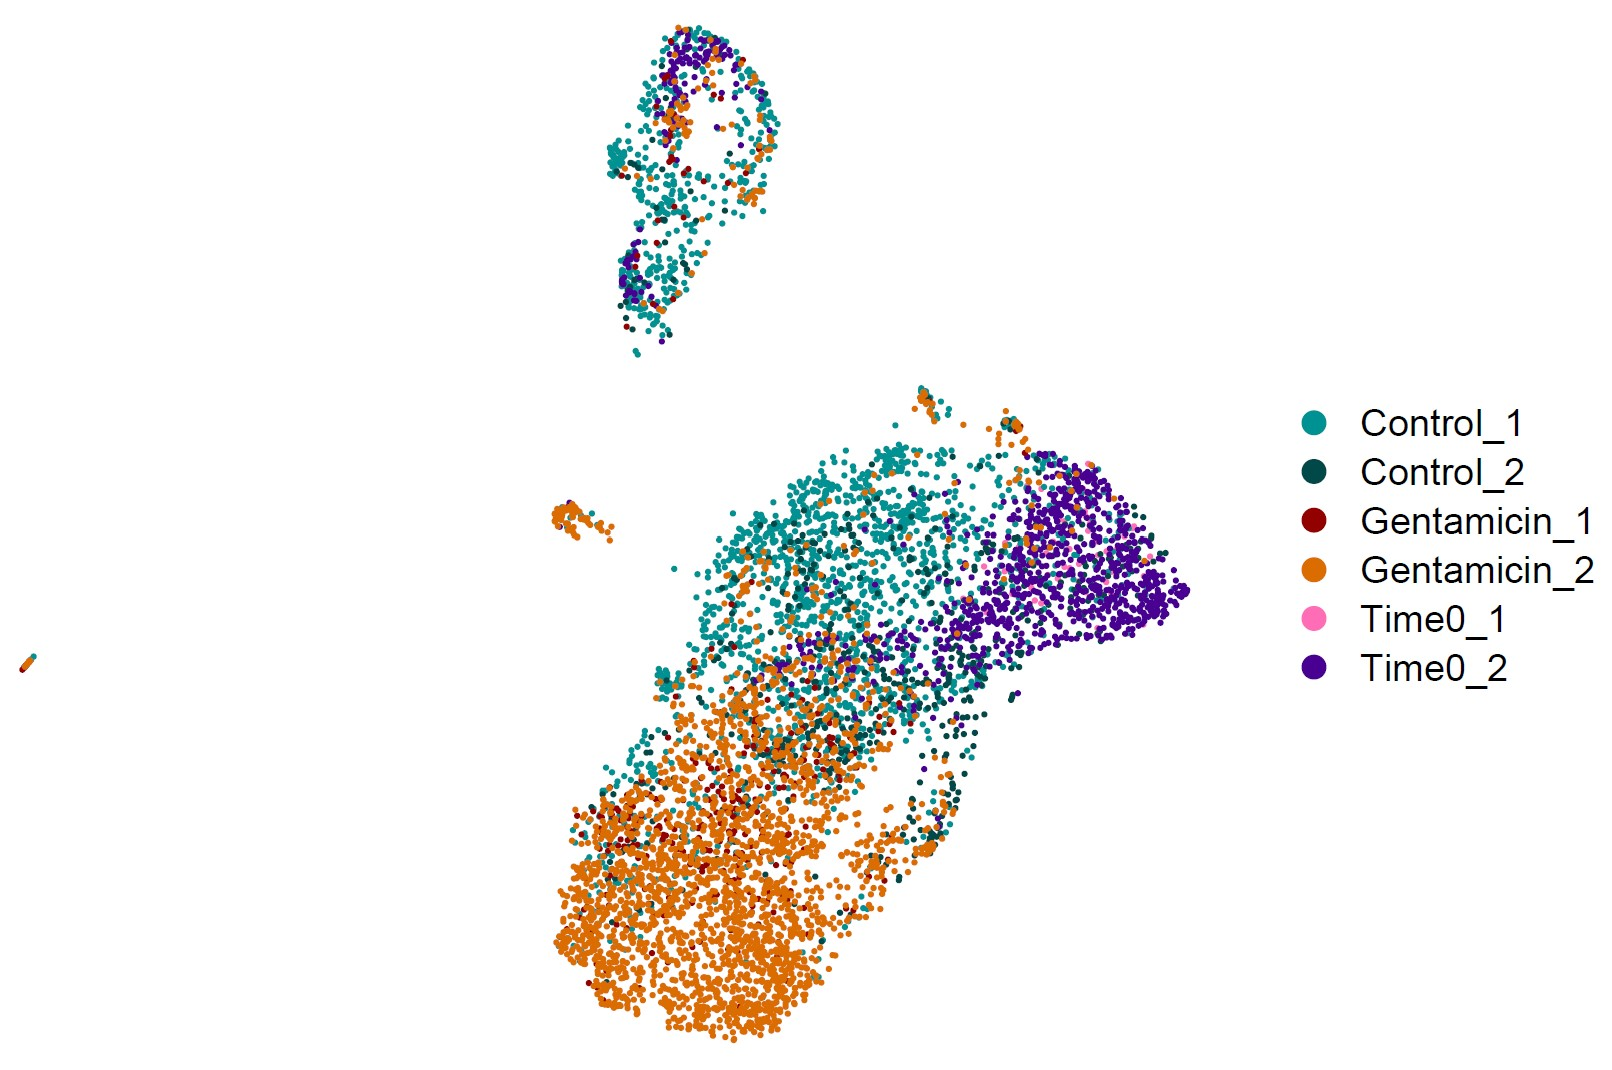 Control_1
Control_2
Gentamicin_1
Gentamicin_2
Time0_1
Time0_2